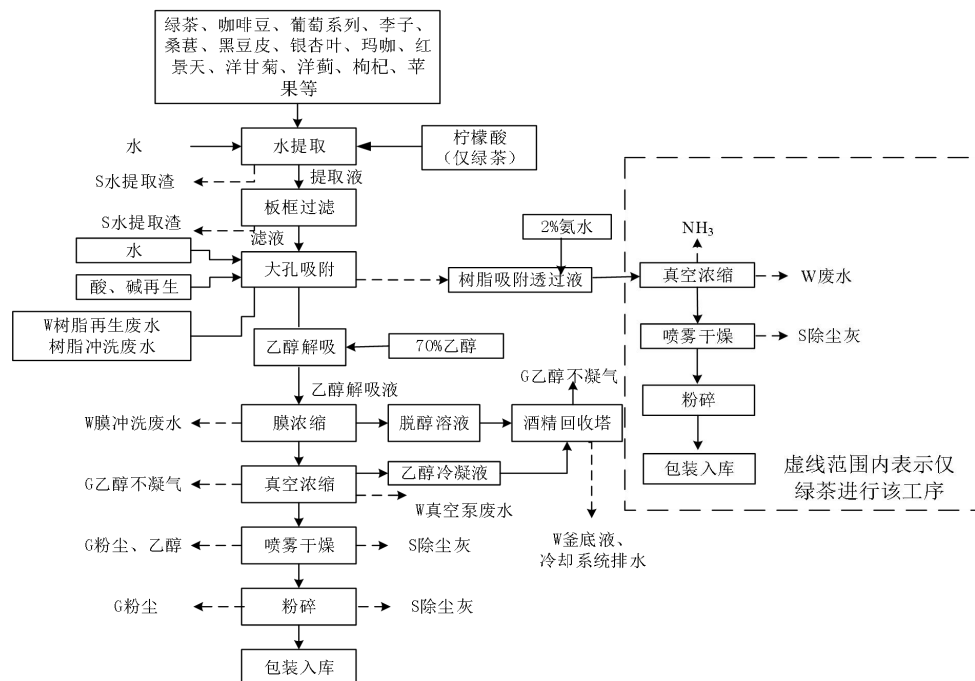 绿茶、咖啡豆、葡萄系列、李子、
桑葚、黑豆皮、银杏叶、玛咖、红
景天、洋甘菊、洋蓟、枸杞、苹
果等
水
水提取
柠檬酸
（仅绿茶）
S水提取渣
提取液
板框过滤
S水提取渣
滤液
2%氨水
NH₃
水
大孔吸附
树脂吸附透过液
真空浓缩
W废水
酸、碱再生
W树脂再生废水
树脂冲洗废水
喷雾干燥
S除尘灰
乙醇解吸
70%乙醇
G乙醇不凝气
乙醇解吸液
粉碎
W膜冲洗废水
膜浓缩
脱醇溶液
酒精回收塔
包装入库
虚线范围内表示仅
绿茶进行该工序
G乙醇不凝气
真空浓缩
乙醇冷凝液
W真空泵废水
G粉尘、乙醇
喷雾干燥
S除尘灰
W釜底液、
冷却系统排水
G粉尘
粉碎
S除尘灰
包装入库